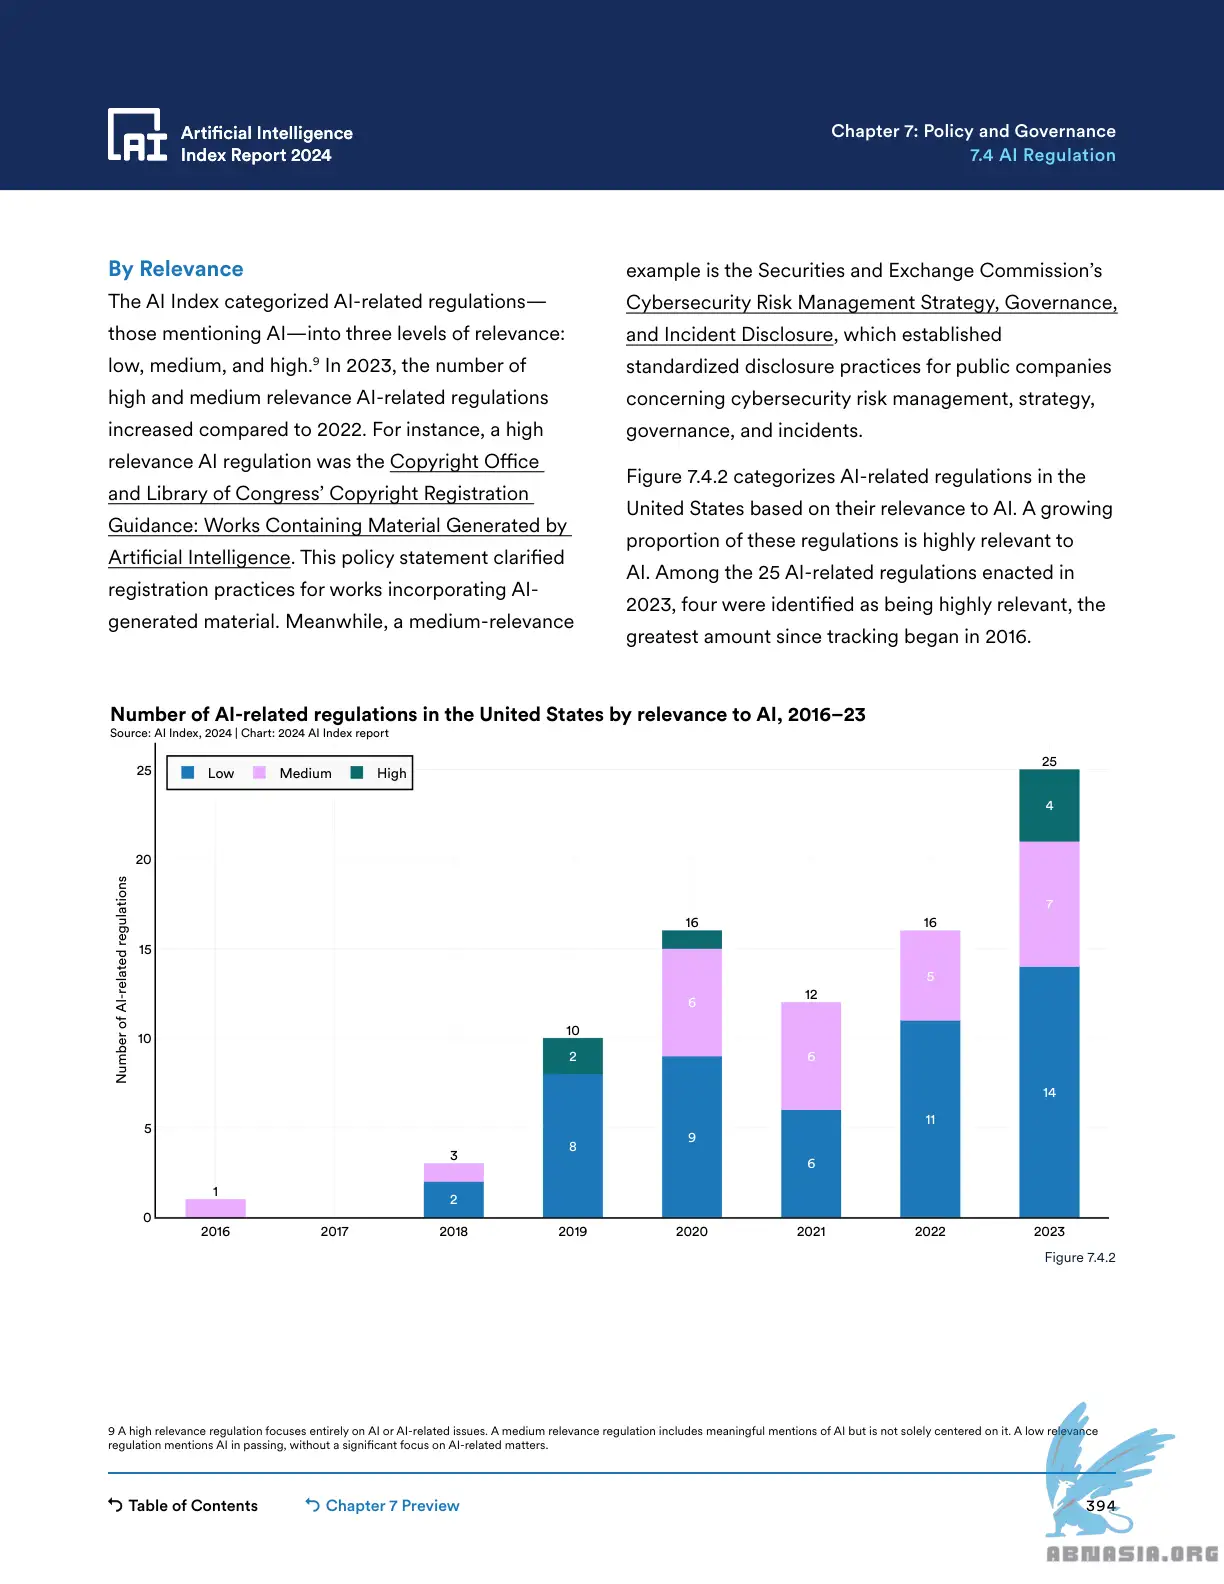 Artificial Intelligence
Index Report 2024
Chapter 7: Policy and Governance
7.4 AI Regulation
By Relevance
The AI Index categorized AI-related regulations—
those mentioning AI—into three levels of relevance:
low, medium, and high.9 In 2023, the number of
high and medium relevance AI-related regulations
increased compared to 2022. For instance, a high
relevance AI regulation was the Copyright Office
and Library of Congress’ Copyright Registration
Guidance: Works Containing Material Generated by
Artificial Intelligence. This policy statement clarified
registration practices for works incorporating AI-
generated material. Meanwhile, a medium-relevance
example is the Securities and Exchange Commission’s
Cybersecurity Risk Management Strategy, Governance,
and Incident Disclosure, which established
standardized disclosure practices for public companies
concerning cybersecurity risk management, strategy,
governance, and incidents.
Figure 7.4.2 categorizes AI-related regulations in the
United States based on their relevance to AI. A growing
proportion of these regulations is highly relevant to
AI. Among the 25 AI-related regulations enacted in
2023, four were identified as being highly relevant, the
greatest amount since tracking began in 2016.
Number of AI-related regulations in the United States by relevance to AI, 2016–23
Source: AI Index, 2024 | Chart: 2024 AI Index report
Low Medium High
Number of AI-related regulations
25
20
15
10
5
0
1
3
2
10
2
8
16
6
9
12
6
6
16
5
11
25
4
7
14
2016 2017 2018 2019 2020 2021 2022 2023
Figure 7.4.2
9 A high relevance regulation focuses entirely on AI or AI-related issues. A medium relevance regulation includes meaningful mentions of AI but is not solely centered on it. A low relevance
regulation mentions AI in passing, without a significant focus on AI-related matters.
Table of Contents
Chapter 7 Preview
394
ABNASIA.ORG